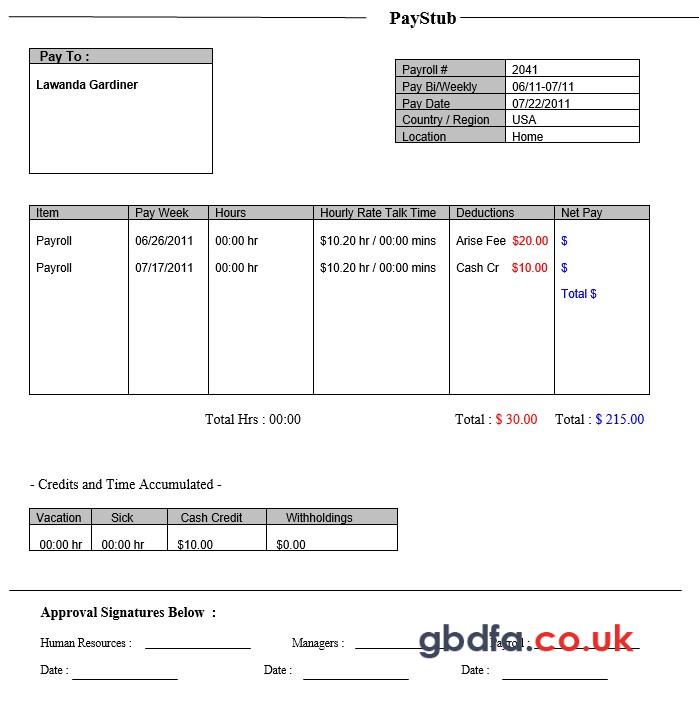 PayStub
Pay To :
Lawanda Gardiner
Payroll # 2041
Pay Bi/Weekly 06/11-07/11
Pay Date 07/22/2011
Country / Region USA
Location Home
Item Pay Week Hours Hourly Rate Talk Time Deductions Net Pay
Payroll 06/26/2011 00:00 hr $10.20 hr / 00:00 mins Arise Fee $20.00 $
Payroll 07/17/2011 00:00 hr $10.20 hr / 00:00 mins Cash Cr $10.00 $
Total $
Total Hrs : 00:00 Total : $ 30.00 Total : $ 215.00
- Credits and Time Accumulated -
Vacation Sick Cash Credit Withholdings
00:00 hr 00:00 hr $10.00 $0.00
Approval Signatures Below :
Human Resources : Managers : Payroll :
gbdfa.co.uk
Date : Date : Date :